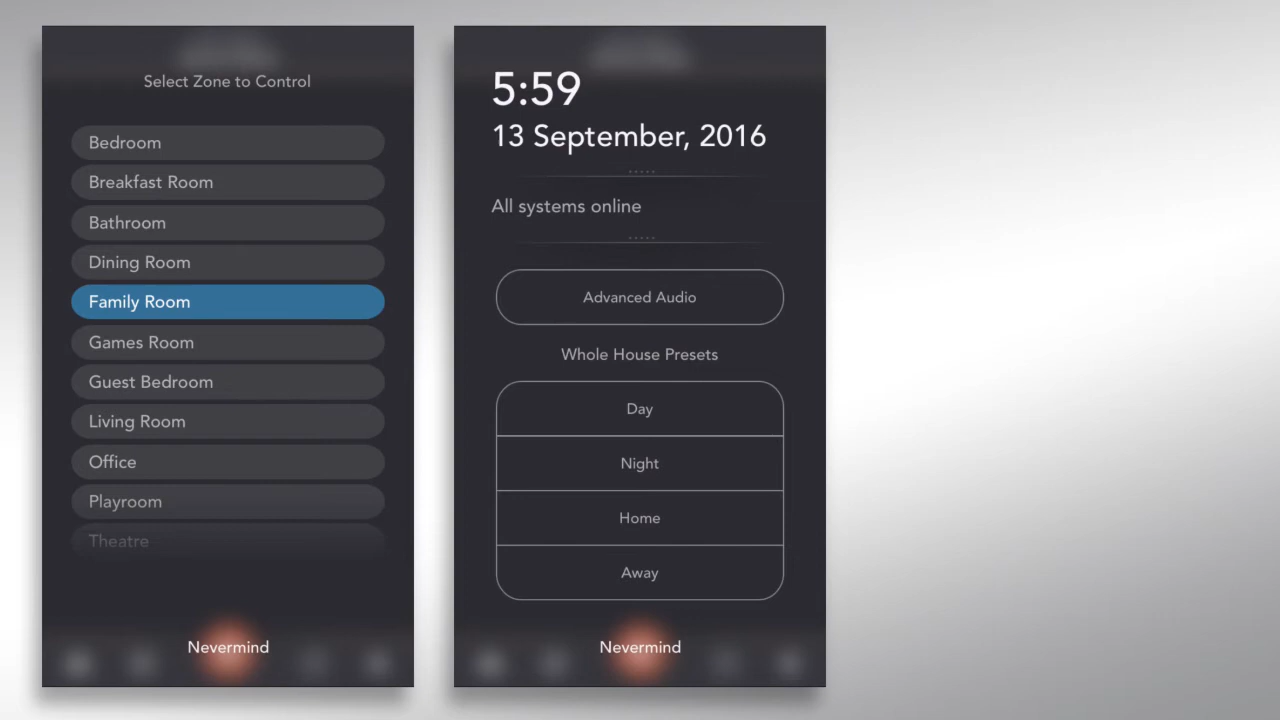 Select Zone to Control
Bedroom
Breakfast Room
Bathroom
Dining Room
Family Room
Games Room
Guest Bedroom
Living Room
Office
Playroom
Theatre
Nevermind
5:59
13 September, 2016
All systems online
Advanced Audio
Whole House Presets
Day
Night
Home
Away
Nevermind